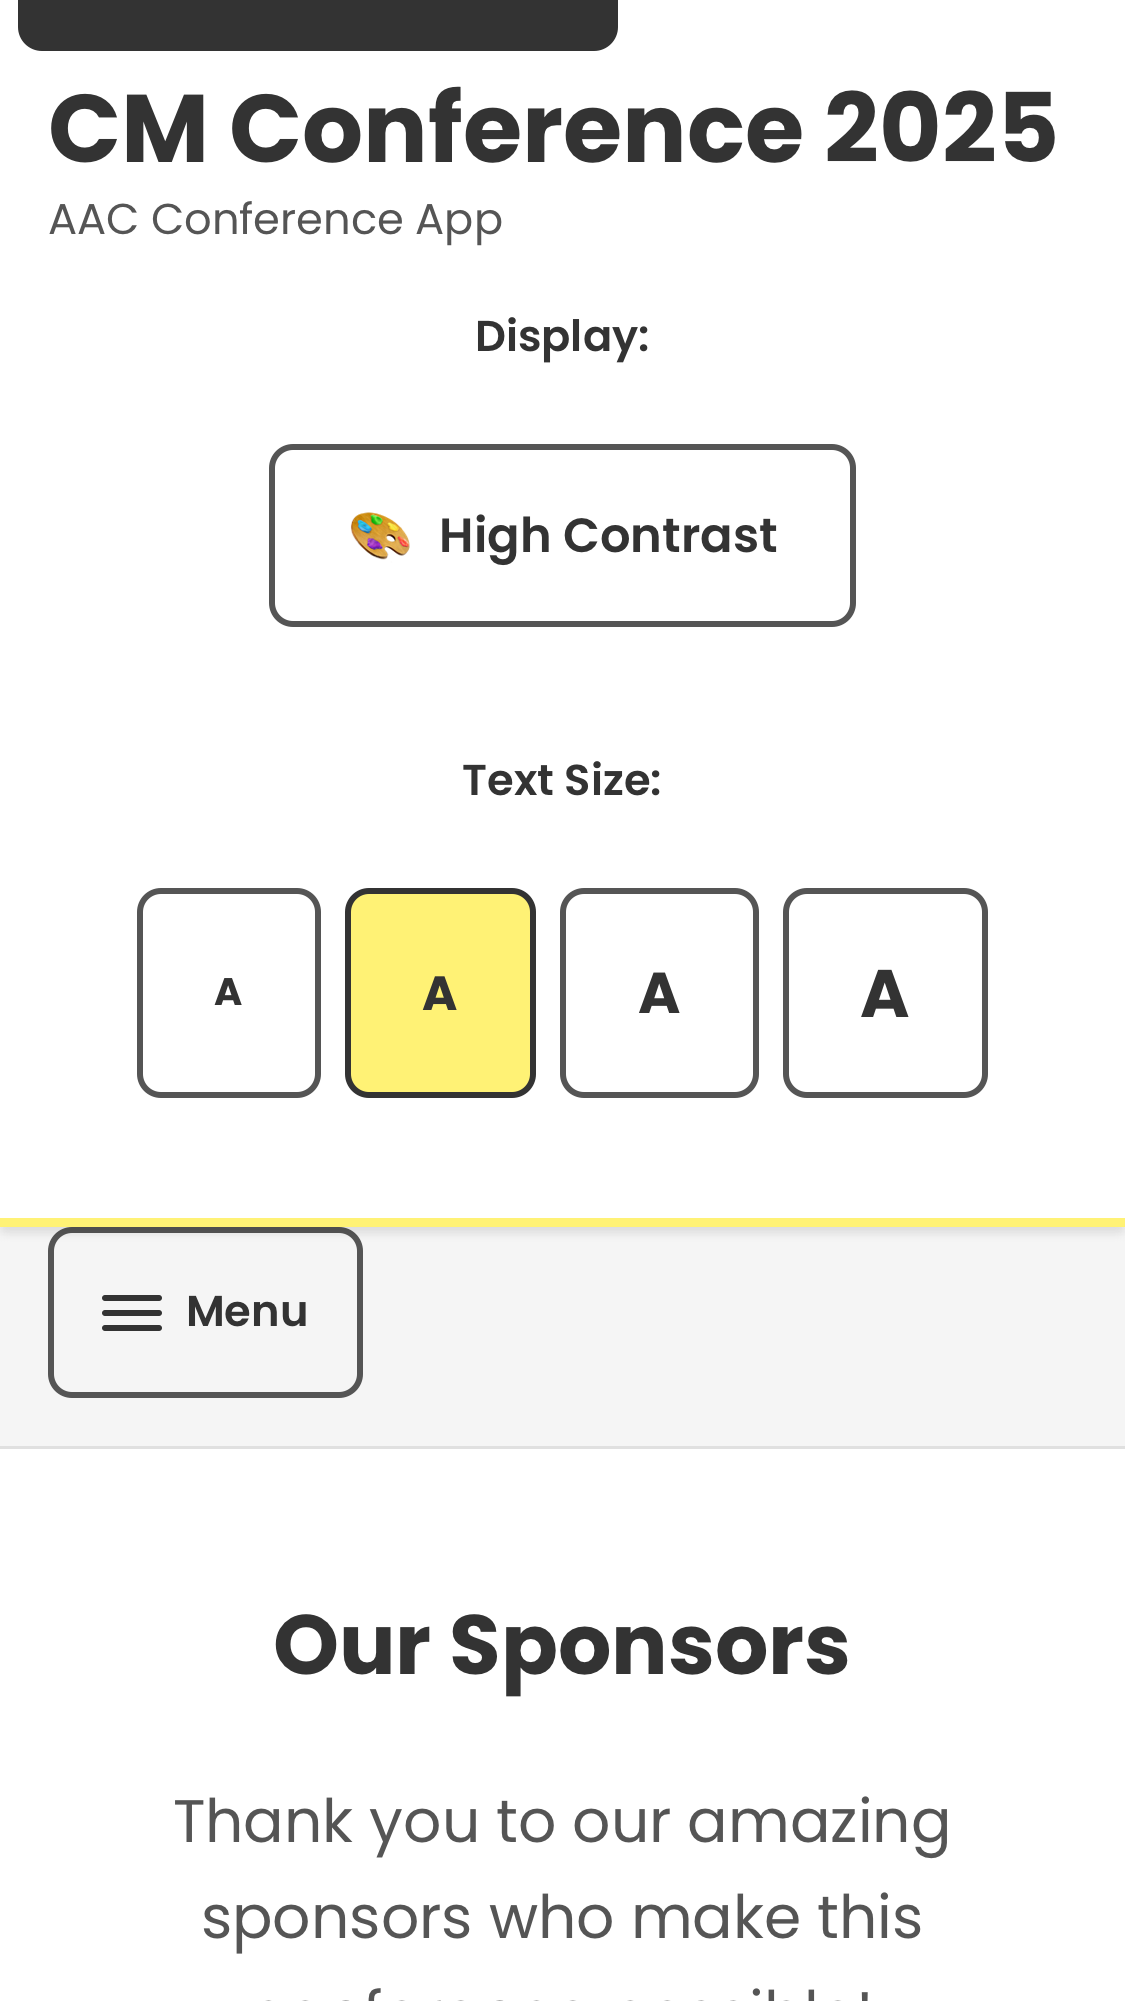 CM Conference 2025
AAC Conference App
Display:
High Contrast
Text Size:
A A A A
Menu
Our Sponsors
Thank you to our amazing
sponsors who make this